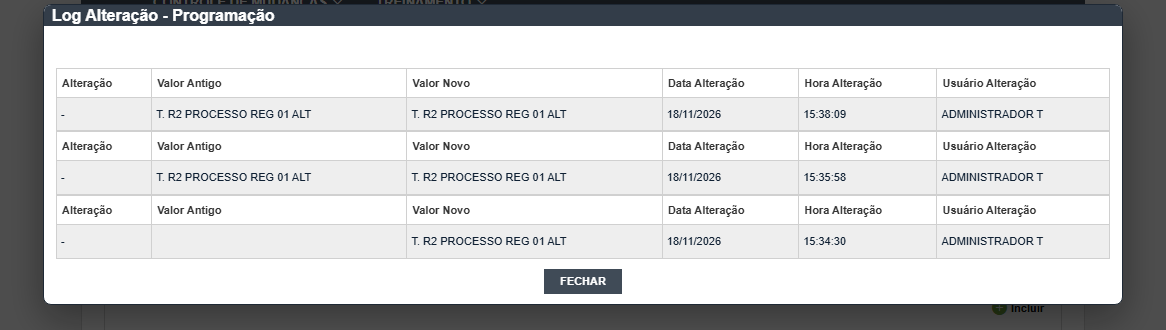 CONTROLE DE MUDANÇAS TREINAMENTO
Log Alteração - Programação
Alteração Valor Antigo Valor Novo Data Alteração Hora Alteração Usuário Alteração
- T. R2 PROCESSO REG 01 ALT T. R2 PROCESSO REG 01 ALT 18/11/2026 15:38:09 ADMINISTRADOR T
Alteração Valor Antigo Valor Novo Data Alteração Hora Alteração Usuário Alteração
- T. R2 PROCESSO REG 01 ALT T. R2 PROCESSO REG 01 ALT 18/11/2026 15:35:58 ADMINISTRADOR T
Alteração Valor Antigo Valor Novo Data Alteração Hora Alteração Usuário Alteração
- T. R2 PROCESSO REG 01 ALT 18/11/2026 15:34:30 ADMINISTRADOR T
FECHAR
Incluir